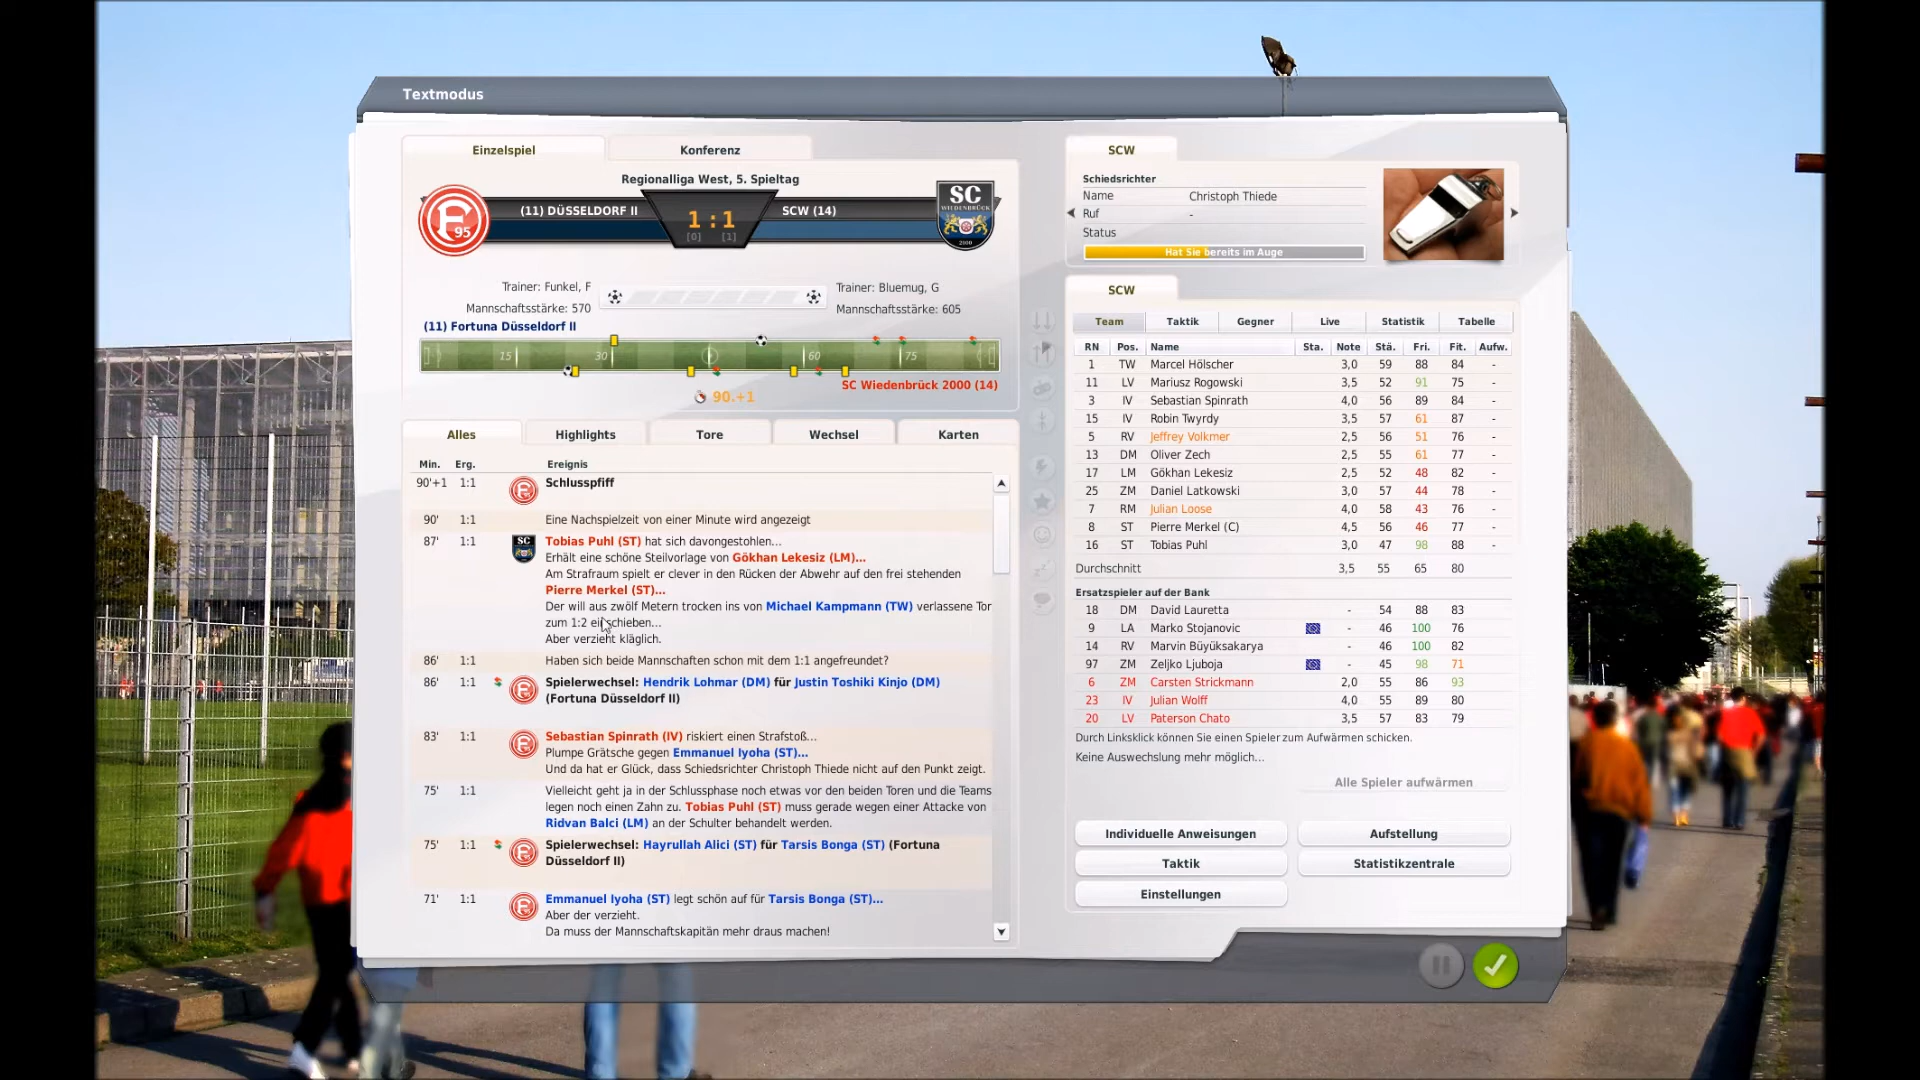 Textmodus
Einzelspiel
Konferenz
Regionalliga West, 5. Spieltag
(11) DÜSSELDORF II
1 : 1
SCW (14)
[0] [1]
F
95
SC
WIEDENBRÜCK
2000
Trainer: Funkel, F
Trainer: Bluemug, G
Mannschaftsstärke: 570
Mannschaftsstärke: 605
(11) Fortuna Düsseldorf II
15 30 60 75
SC Wiedenbrück 2000 (14)
90.+1
Alles Highlights Tore Wechsel Karten
Min. Erg. Ereignis
90'+1 1:1 Schlusspfiff
90' 1:1 Eine Nachspielzeit von einer Minute wird angezeigt
87' 1:1 Tobias Puhl (ST) hat sich davongestohlen...
Erhält eine schöne Steilvorlage von Gökhan Lekesiz (LM)...
Am Strafraum spielt er clever in den Rücken der Abwehr auf den frei stehenden
Pierre Merkel (ST)...
Der will aus zwölf Metern trocken ins von Michael Kampmann (TW) verlassene Tor
zum 1:2 einschieben...
Aber verzieht kläglich.
86' 1:1 Haben sich beide Mannschaften schon mit dem 1:1 angefreundet?
86' 1:1 Spielerwechsel: Hendrik Lohmar (DM) für Justin Toshiki Kinjo (DM)
(Fortuna Düsseldorf II)
83' 1:1 Sebastian Spinrath (IV) riskiert einen Strafstoß...
Plumpe Grätsche gegen Emmanuel Iyoha (ST)...
Und da hat er Glück, dass Schiedsrichter Christoph Thiede nicht auf den Punkt zeigt.
75' 1:1 Vielleicht geht ja in der Schlussphase noch etwas vor den beiden Toren und die Teams
legen noch einen Zahn zu. Tobias Puhl (ST) muss gerade wegen einer Attacke von
Ridvan Balci (LM) an der Schulter behandelt werden.
75' 1:1 Spielerwechsel: Hayrullah Alici (ST) für Tarsis Bonga (ST) (Fortuna
Düsseldorf II)
71' 1:1 Emmanuel Iyoha (ST) legt schön auf für Tarsis Bonga (ST)...
Aber der verzieht.
Da muss der Mannschaftskapitän mehr draus machen!
SCW
Schiedsrichter
Name Christoph Thiede
Ruf -
Status
Hat Sie bereits im Auge
SCW
Team Taktik Gegner Live Statistik Tabelle
RN Pos. Name Sta. Note Stä. Fri. Fit. Aufw.
1 TW Marcel Hölscher 3,0 59 88 84 -
11 LV Mariusz Rogowski 3,5 52 91 75 -
3 IV Sebastian Spinrath 4,0 56 89 84 -
15 IV Robin Twyrdy 3,5 57 61 87 -
5 RV Jeffrey Volkmer 2,5 56 51 76 -
13 DM Oliver Zech 2,5 55 61 77 -
17 LM Gökhan Lekesiz 2,5 52 48 82 -
25 ZM Daniel Latkowski 3,0 57 44 78 -
7 RM Julian Loose 4,0 58 43 76 -
8 ST Pierre Merkel (C) 4,5 56 46 77 -
16 ST Tobias Puhl 3,0 47 98 88 -
Durchschnitt 3,5 55 65 80
Ersatzspieler auf der Bank
18 DM David Lauretta - 54 88 83
9 LA Marko Stojanovic - 46 100 76
14 RV Marvin Büyüksakarya - 46 100 82
97 ZM Zeljko Ljuboja - 45 98 71
6 ZM Carsten Strickmann 2,0 55 86 93
23 IV Julian Wolff 4,0 55 89 80
20 LV Paterson Chato 3,5 57 83 79
Durch Linksklick können Sie einen Spieler zum Aufwärmen schicken.
Keine Auswechslung mehr möglich...
Alle Spieler aufwärmen
Individuelle Anweisungen
Aufstellung
Taktik
Statistikzentrale
Einstellungen